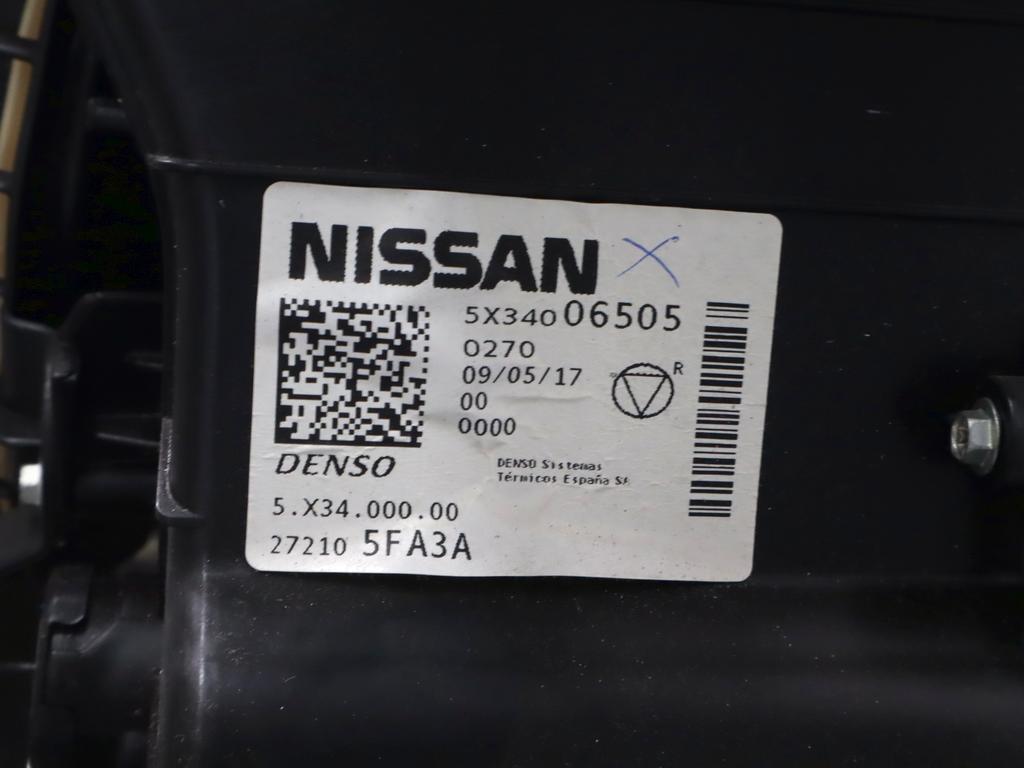 NISSAN X
5X340 06505
0270
09/05/17
00
0000
R
DENSO
DENSO Sistemas
Térmicos España SA
5.X34.000.00
27210 5FA3A